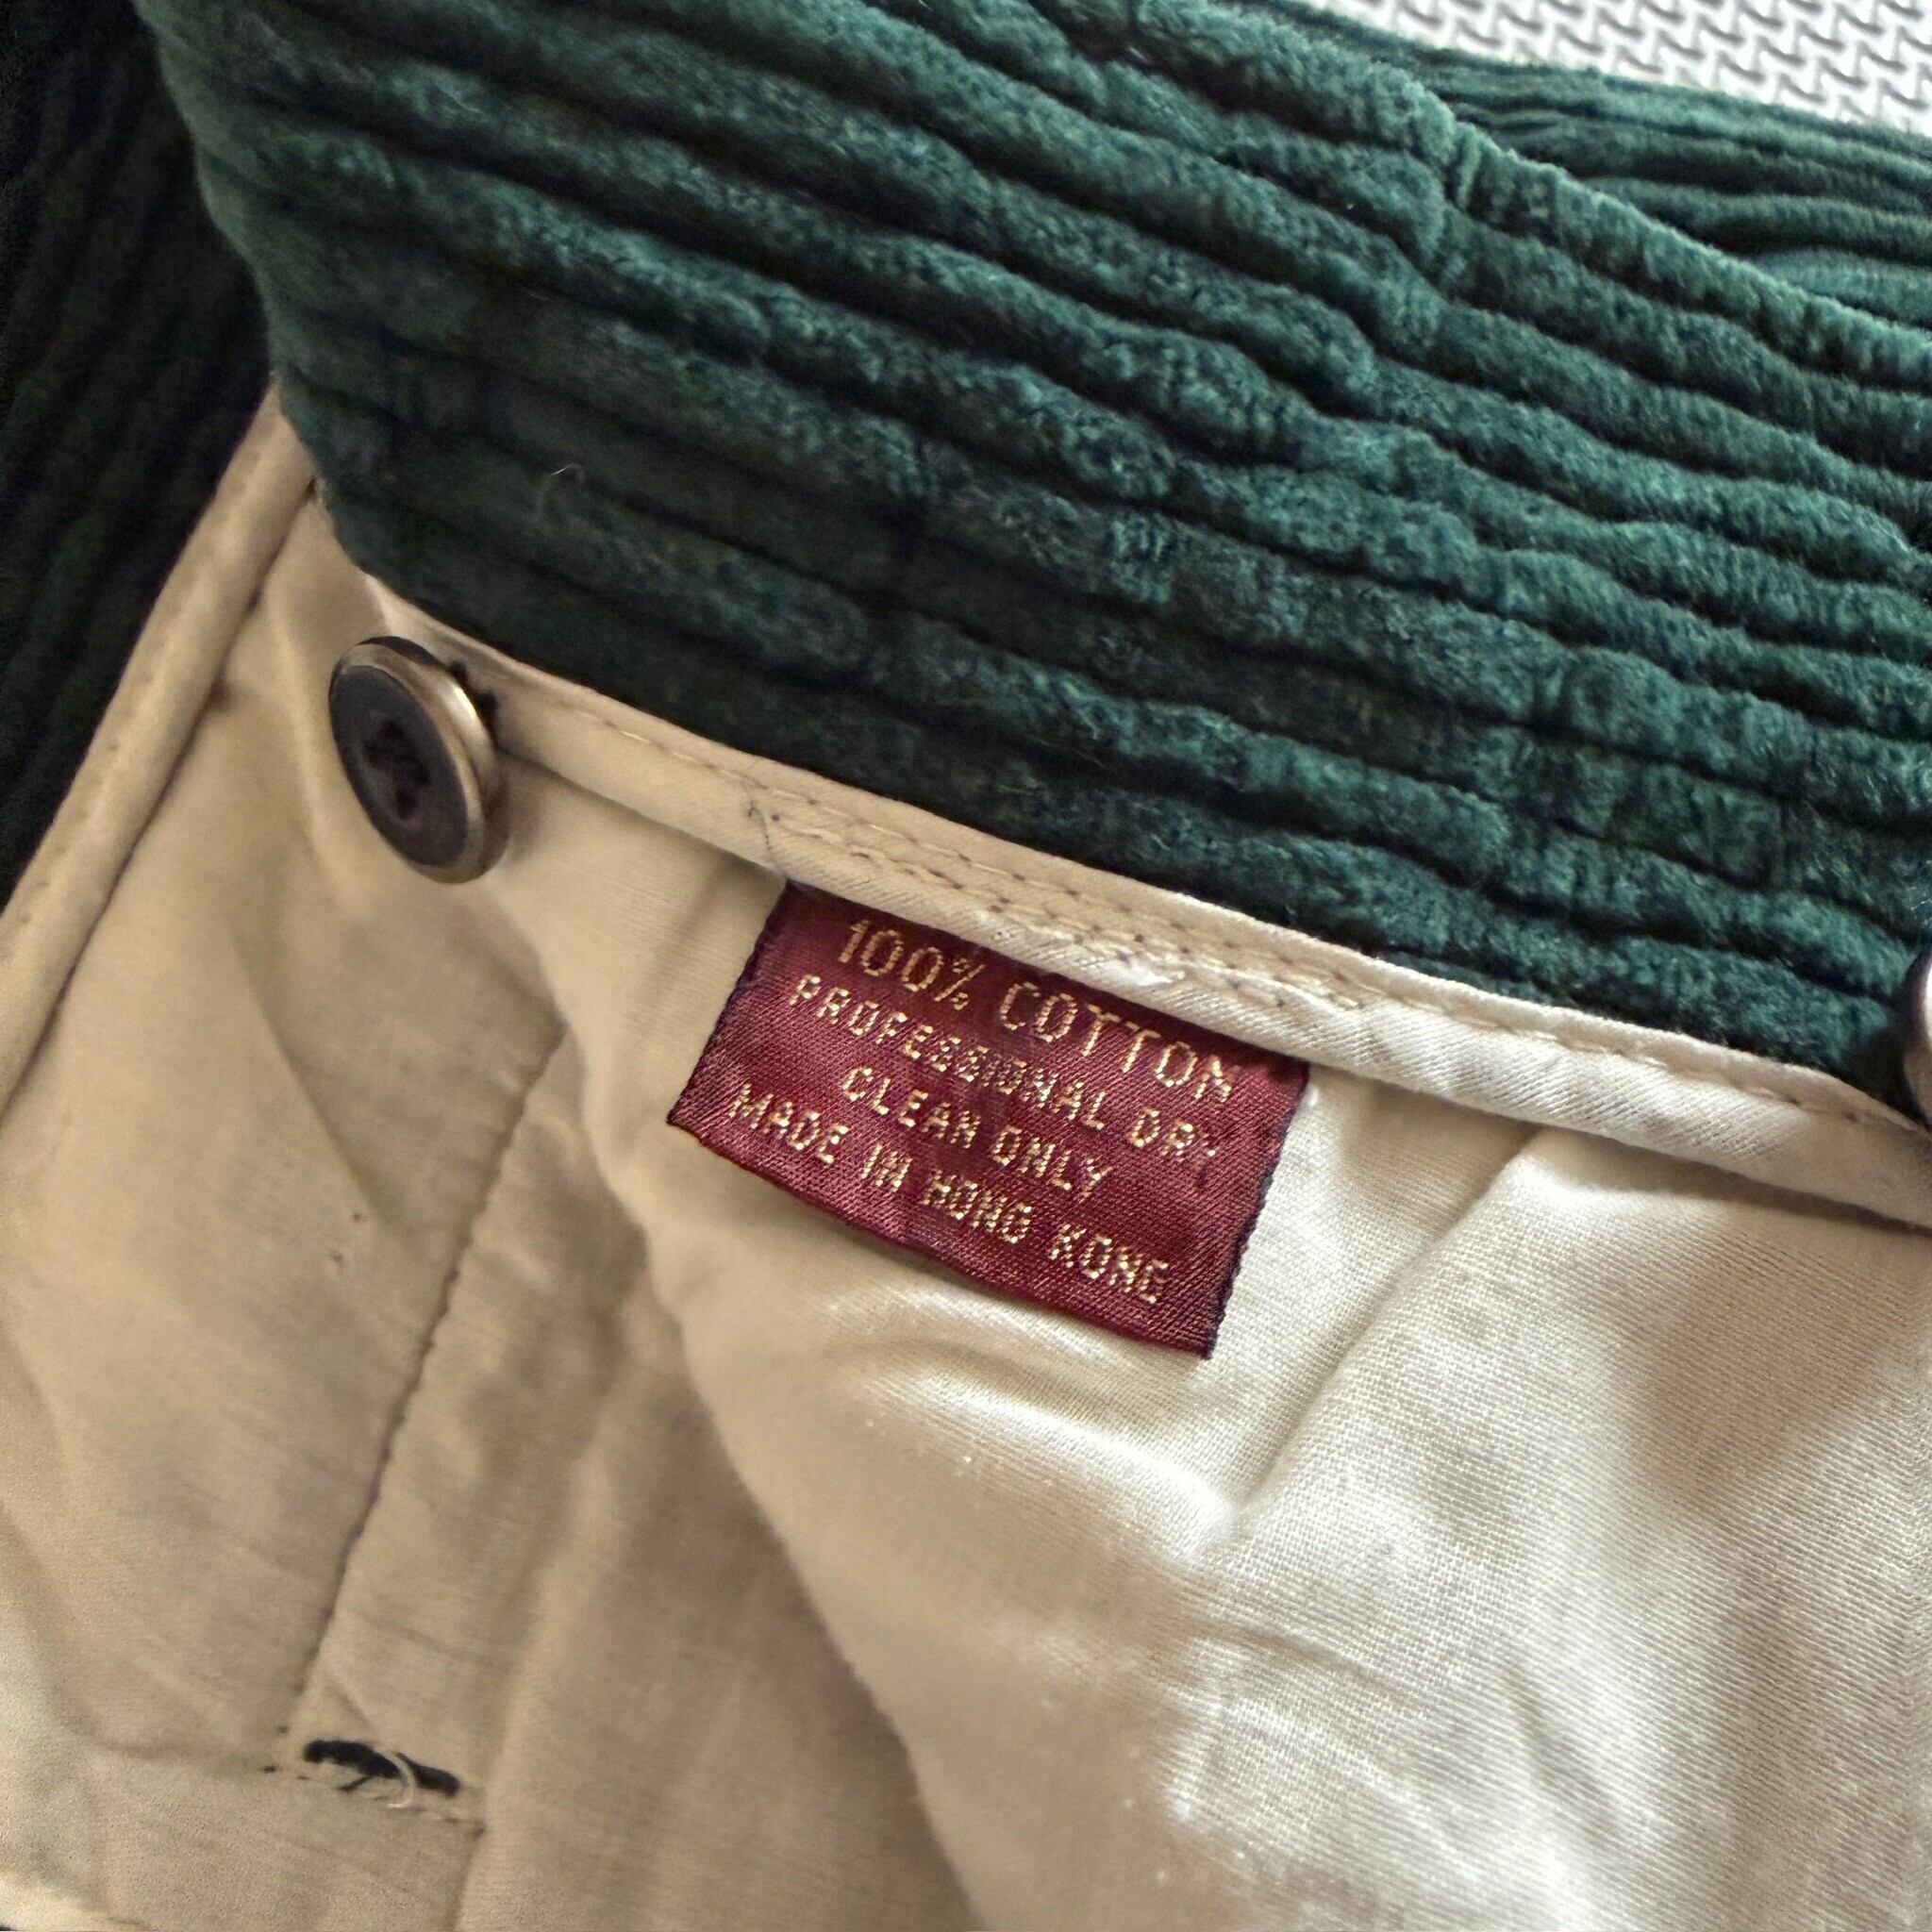 100% COTTON
PROFESSIONAL DRY
CLEAN ONLY
MADE IN HONG KONG